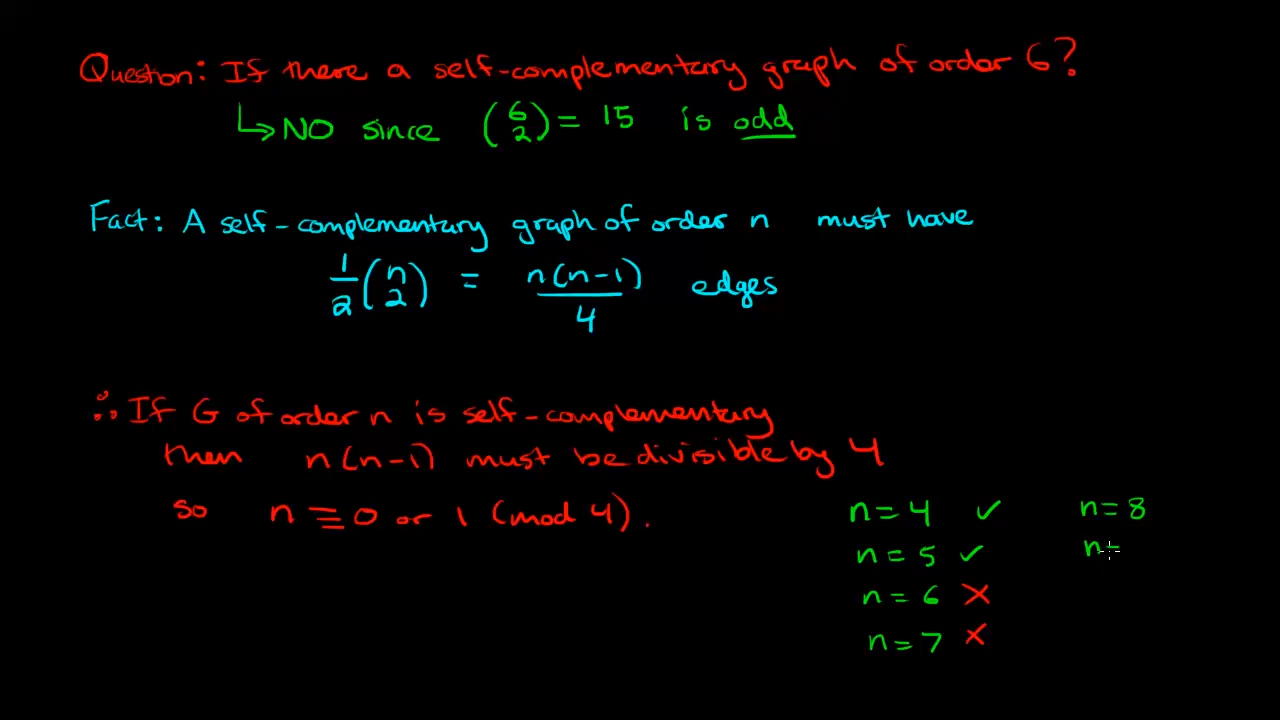 Question: If there a self-complementary graph of order 6?
↳ NO since (6 2) = 15 is odd
Fact: A self-complementary graph of order n must have
1/2 (n 2) = n(n-1)/4 edges
∴ If G of order n is self-complementary
then n(n-1) must be divisible by 4
so n ≡ 0 or 1 (mod 4).
n = 4 ✓
n = 5 ✓
n = 6 ✗
n = 7 ✗
n = 8
n=